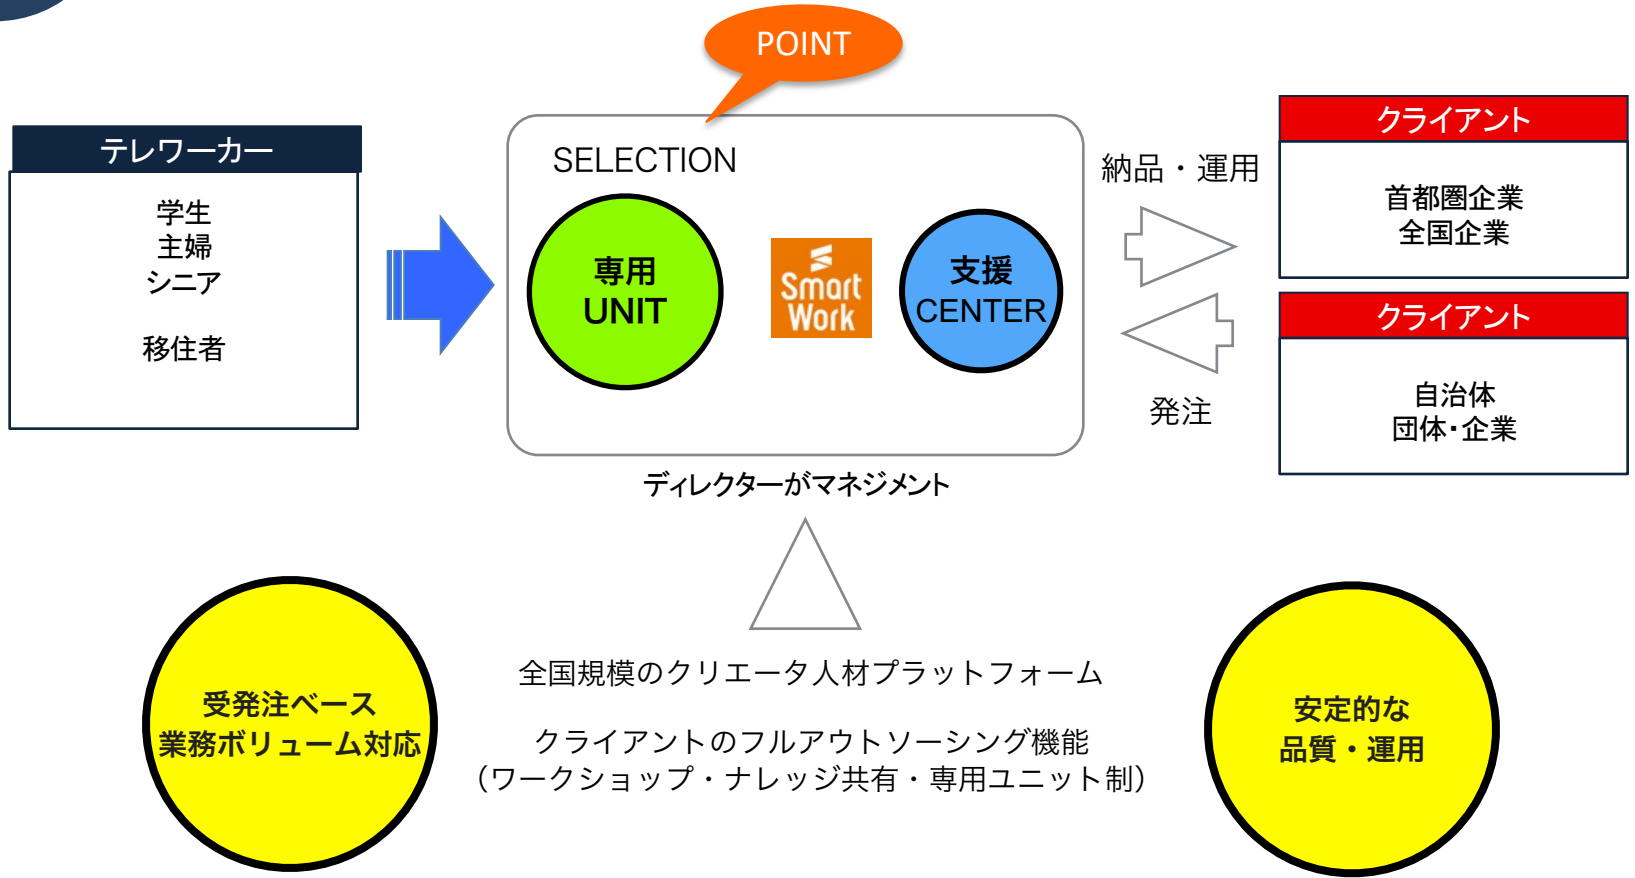 POINT
テレワーカー
学生
主婦
シニア
移住者
SELECTION
専用
UNIT
Smart
Work
支援
CENTER
ディレクターがマネジメント
納品・運用
発注
クライアント
首都圏企業
全国企業
クライアント
自治体
団体・企業
受発注ベース
業務ボリューム対応
全国規模のクリエータ人材プラットフォーム
クライアントのフルアウトソーシング機能
（ワークショップ・ナレッジ共有・専用ユニット制）
安定的な
品質・運用